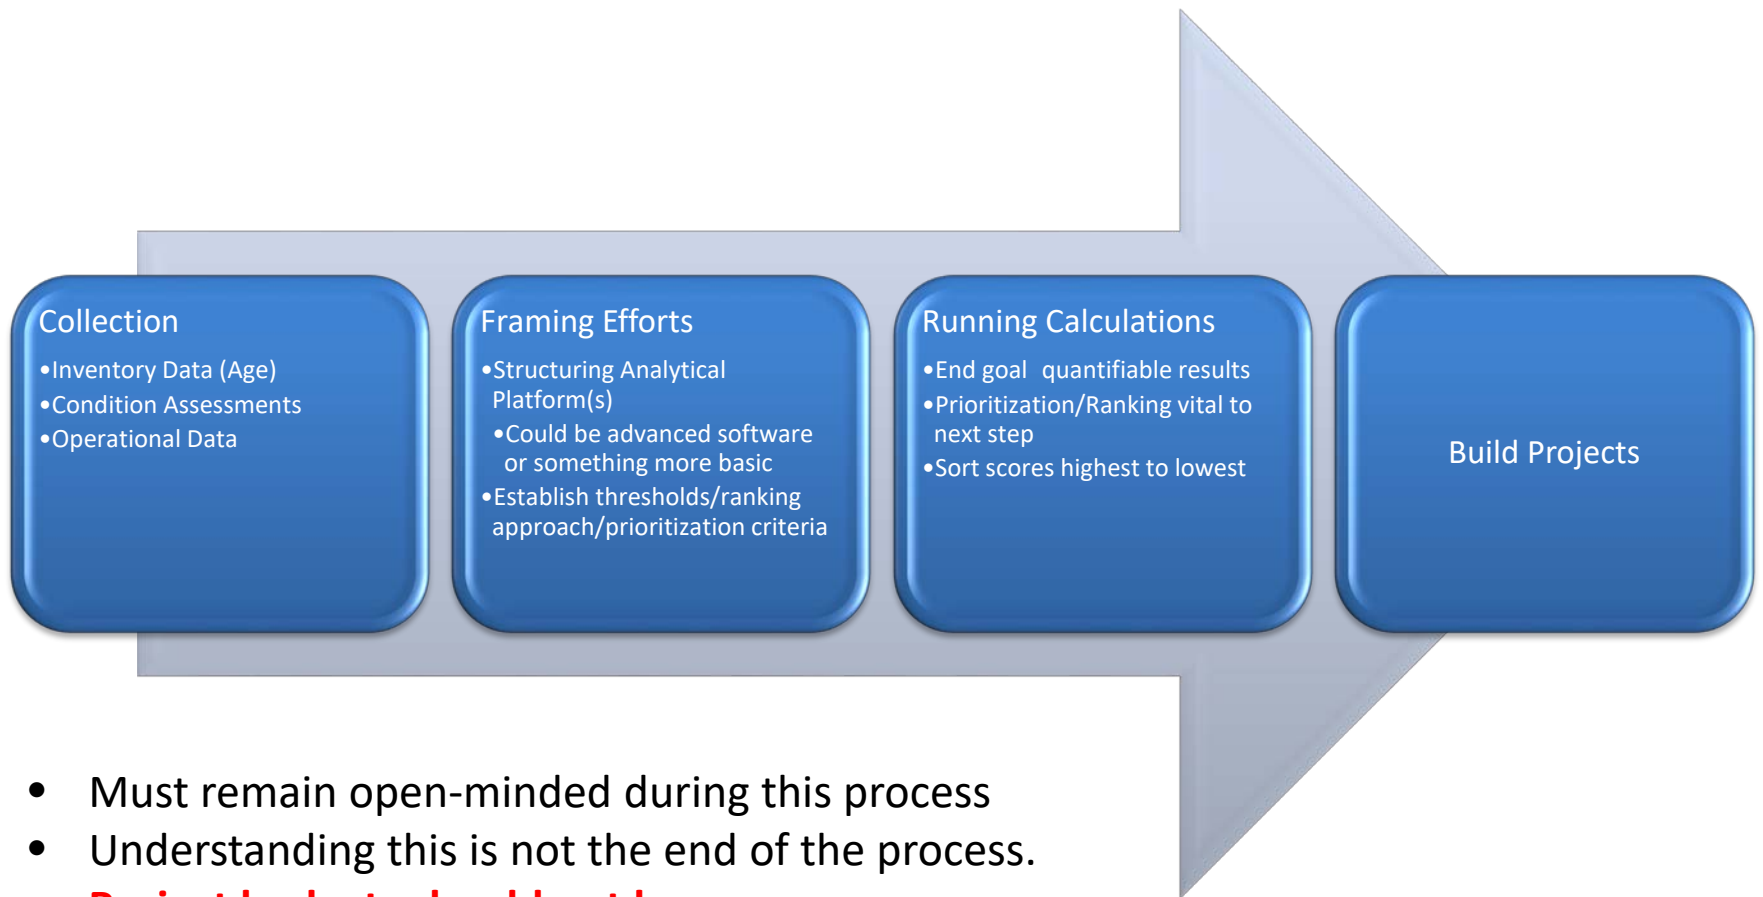 Collection
•Inventory Data (Age)
•Condition Assessments
•Operational Data
Framing Efforts
•Structuring Analytical
Platform(s)
•Could be advanced software
or something more basic
•Establish thresholds/ranking
approach/prioritization criteria
Running Calculations
•End goal quantifiable results
•Prioritization/Ranking vital to
next step
•Sort scores highest to lowest
Build Projects
• Must remain open-minded during this process
• Understanding this is not the end of the process.